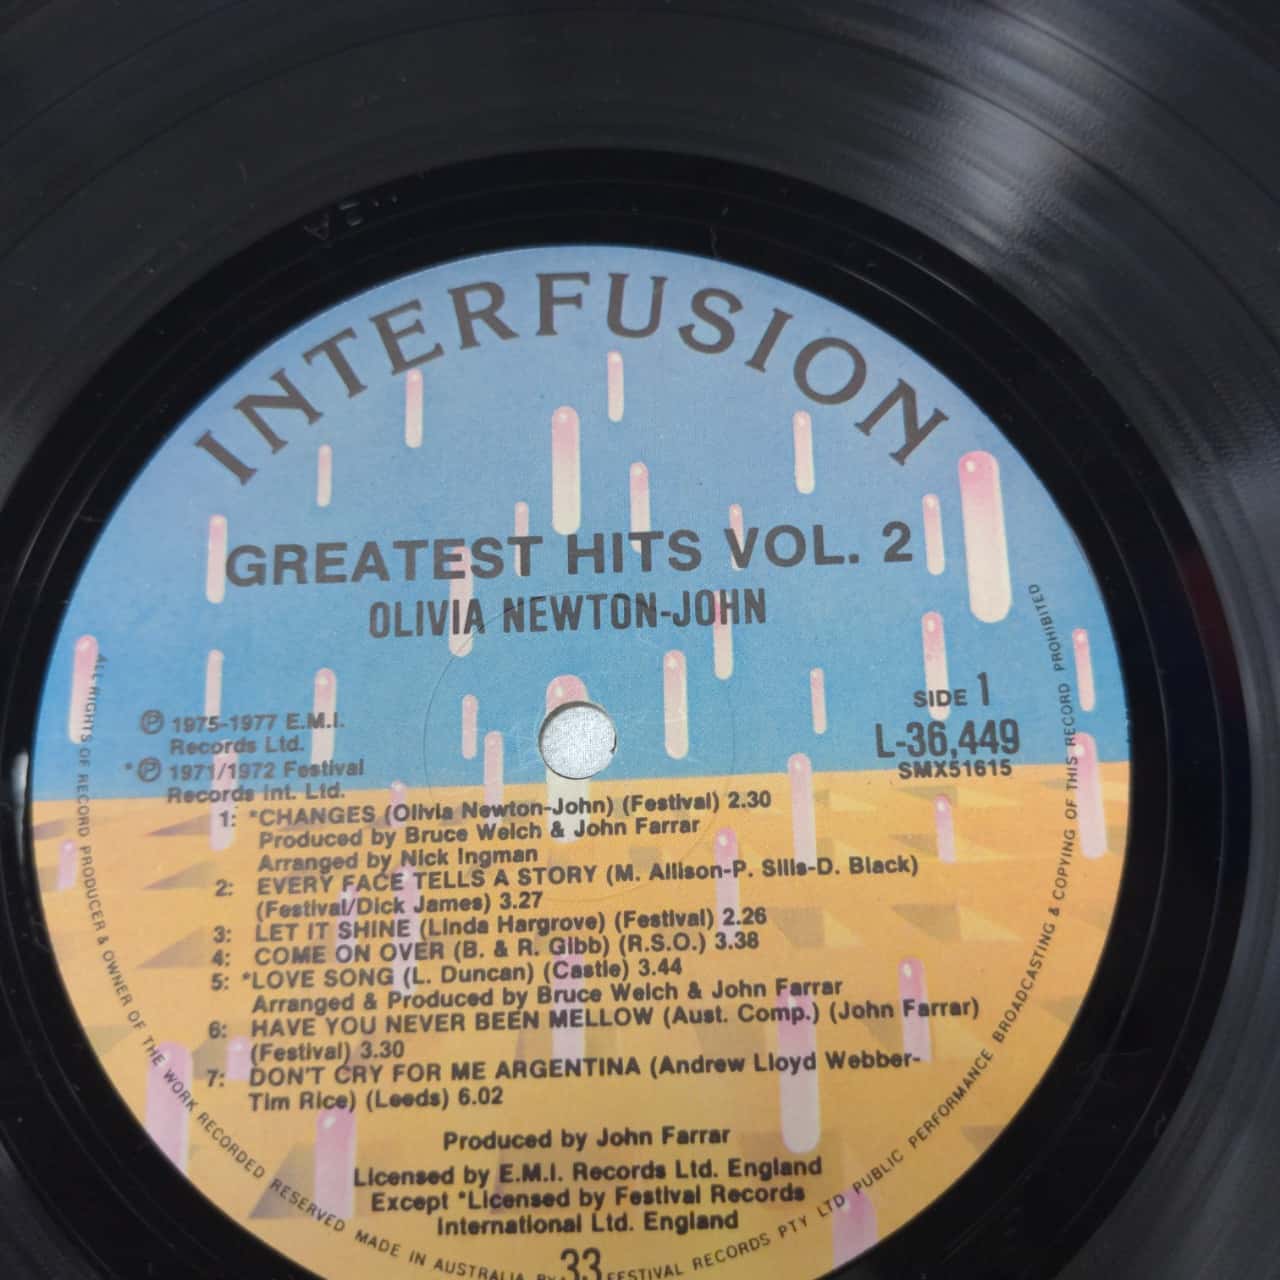 INTERFUSION
GREATEST HITS VOL. 2
OLIVIA NEWTON-JOHN
SIDE 1
L-36,449
SMX51615
℗ 1975-1977 E.M.I.
Records Ltd.
*℗ 1971/1972 Festival
Records Int. Ltd.
1: *CHANGES (Olivia Newton-John) (Festival) 2.30
Produced by Bruce Welch & John Farrar
Arranged by Nick Ingman
2: EVERY FACE TELLS A STORY (M. Allison-P. Sills-D. Black)
(Festival/Dick James) 3.27
3: LET IT SHINE (Linda Hargrove) (Festival) 2.26
4: COME ON OVER (B. & R. Gibb) (R.S.O.) 3.38
5: *LOVE SONG (L. Duncan) (Castle) 3.44
Arranged & Produced by Bruce Welch & John Farrar
6: HAVE YOU NEVER BEEN MELLOW (Aust. Comp.) (John Farrar)
(Festival) 3.30
7: DON'T CRY FOR ME ARGENTINA (Andrew Lloyd Webber-
Tim Rice) (Leeds) 6.02
Produced by John Farrar
Licensed by E.M.I. Records Ltd. England
Except *Licensed by Festival Records
International Ltd. England
33
ALL RIGHTS OF RECORD PRODUCER & OWNER OF THE WORK RECORDED RESERVED MADE IN AUSTRALIA BY FESTIVAL RECORDS PTY LTD PUBLIC PERFORMANCE BROADCASTING & COPYING OF THIS RECORD PROHIBITED